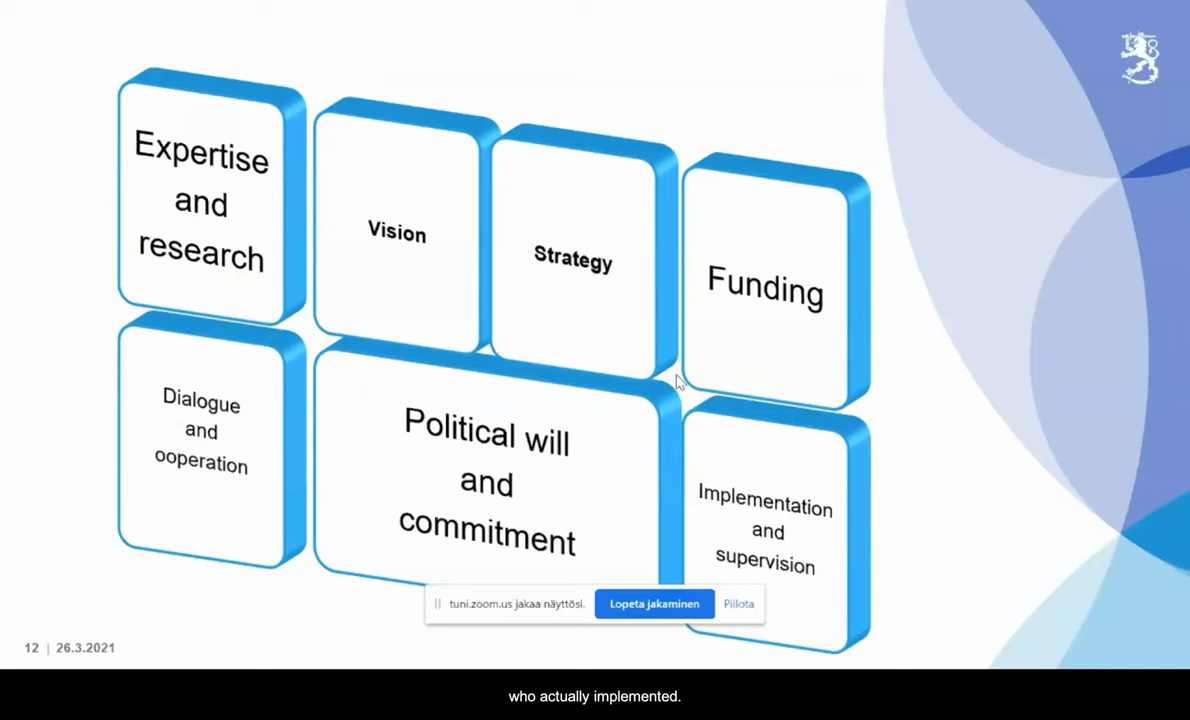 Expertise
and
research
Vision
Strategy
Funding
Dialogue
and
ooperation
Political will
and
commitment
Implementation
and
supervision
tuni.zoom.us jakaa näyttösi.
Lopeta jakaminen
Piilota
12 | 26.3.2021
who actually implemented.